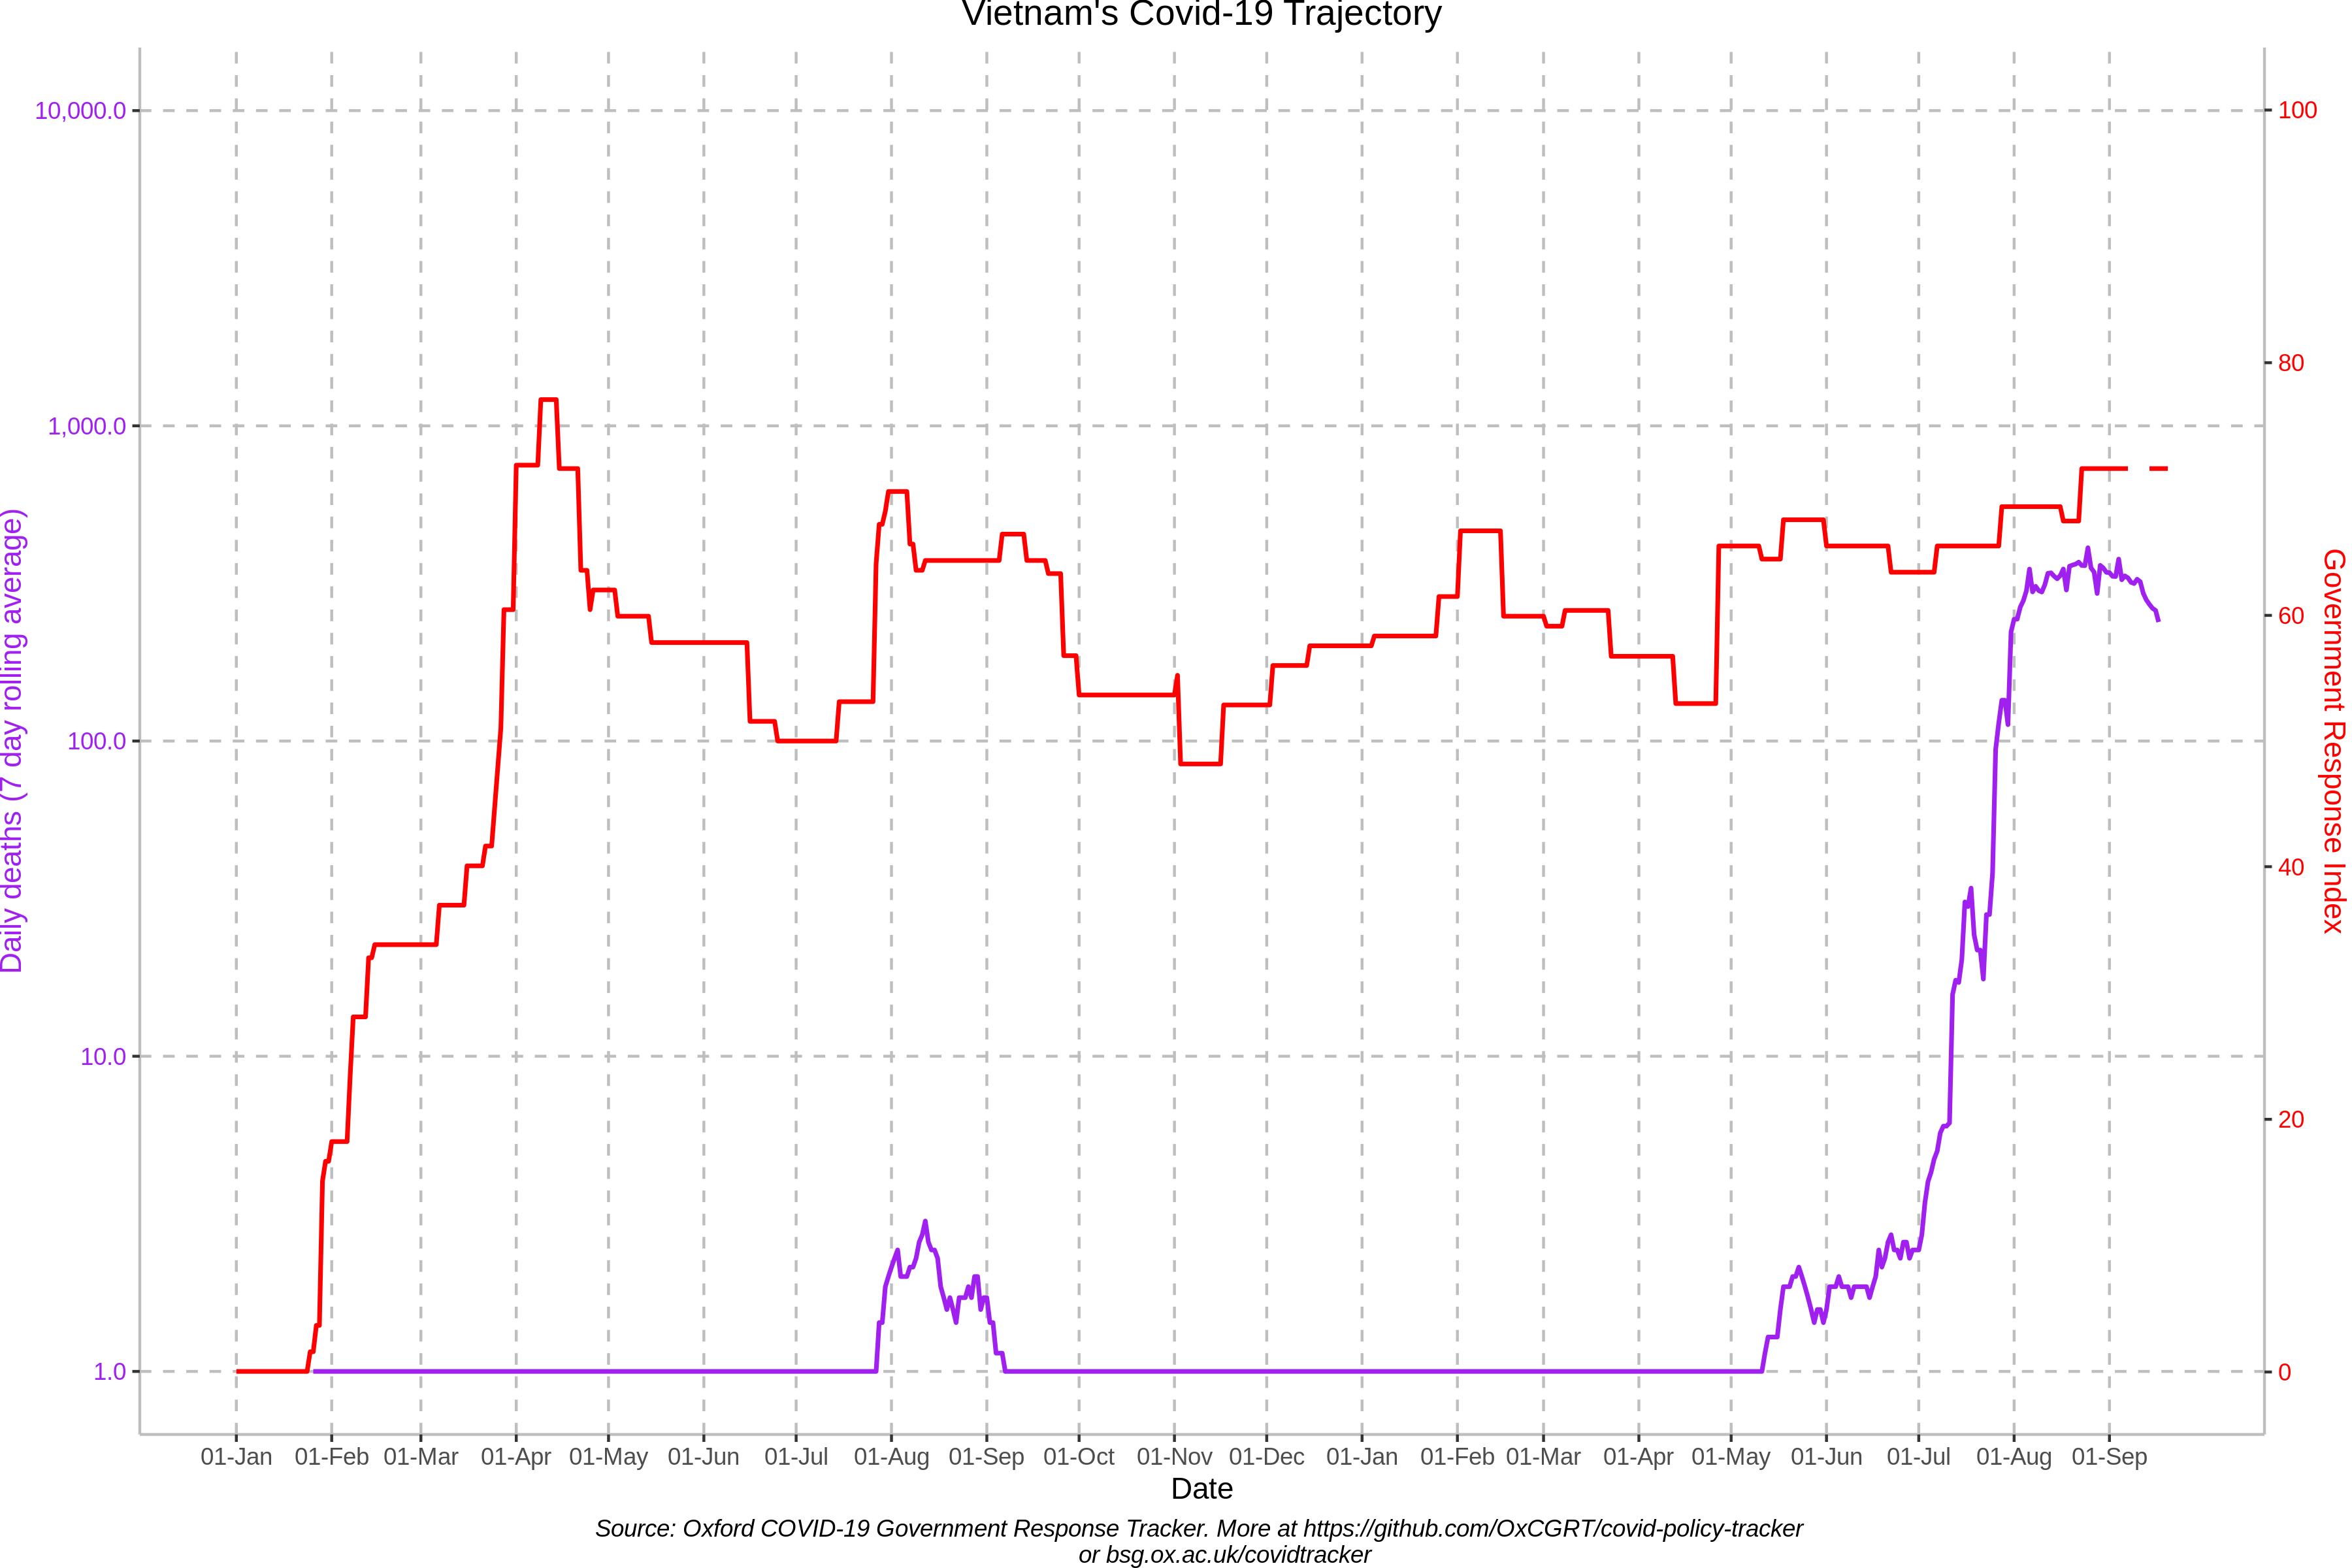 Vietnam's Covid-19 Trajectory
10,000.0
1,000.0
100.0
10.0
1.0
Daily deaths (7 day rolling average)
100
80
60
40
20
0
Government Response Index
01-Jan 01-Feb 01-Mar 01-Apr 01-May 01-Jun 01-Jul 01-Aug 01-Sep 01-Oct 01-Nov 01-Dec 01-Jan 01-Feb 01-Mar 01-Apr 01-May 01-Jun 01-Jul 01-Aug 01-Sep
Date
Source: Oxford COVID-19 Government Response Tracker. More at https://github.com/OxCGRT/covid-policy-tracker
or bsg.ox.ac.uk/covidtracker